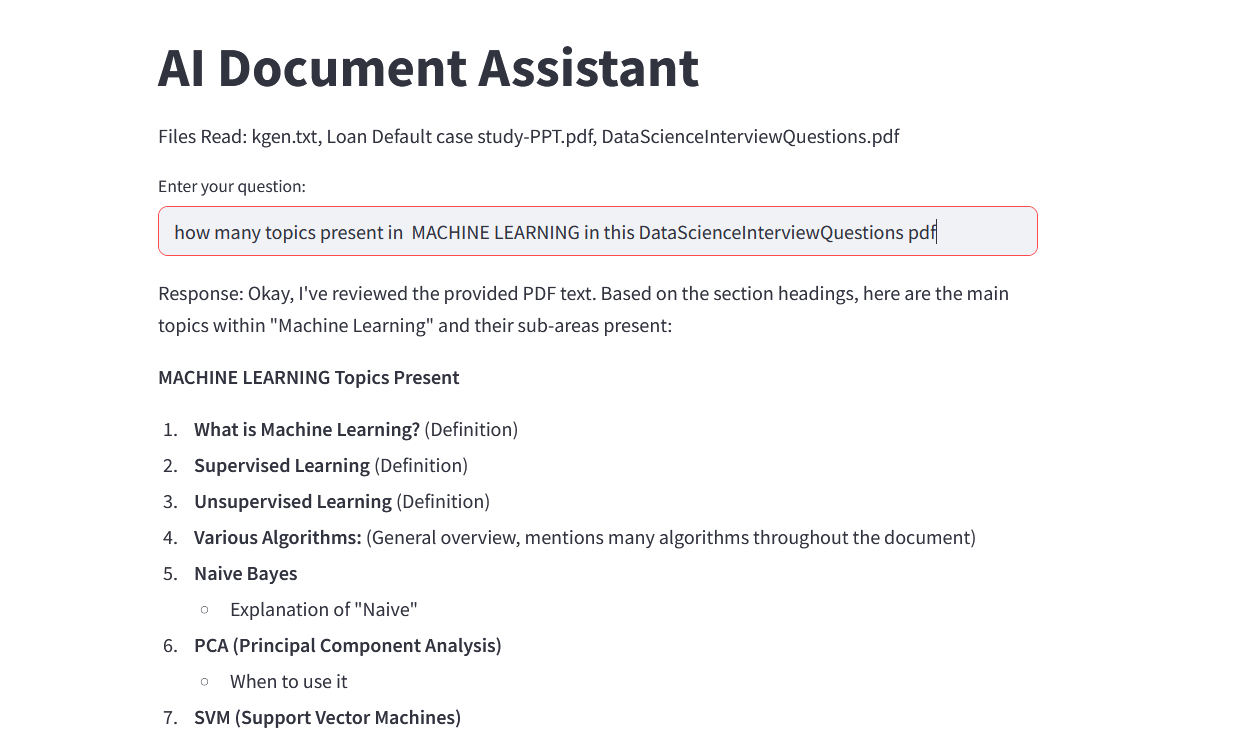 AI Document Assistant
Files Read: kgen.txt, Loan Default case study-PPT.pdf, DataScienceInterviewQuestions.pdf
Enter your question:
how many topics present in  MACHINE LEARNING in this DataScienceInterviewQuestions pdf
Response: Okay, I've reviewed the provided PDF text. Based on the section headings, here are the main
topics within "Machine Learning" and their sub-areas present:
MACHINE LEARNING Topics Present
1. What is Machine Learning? (Definition)
2. Supervised Learning (Definition)
3. Unsupervised Learning (Definition)
4. Various Algorithms: (General overview, mentions many algorithms throughout the document)
5. Naive Bayes
○ Explanation of "Naive"
6. PCA (Principal Component Analysis)
○ When to use it
7. SVM (Support Vector Machines)